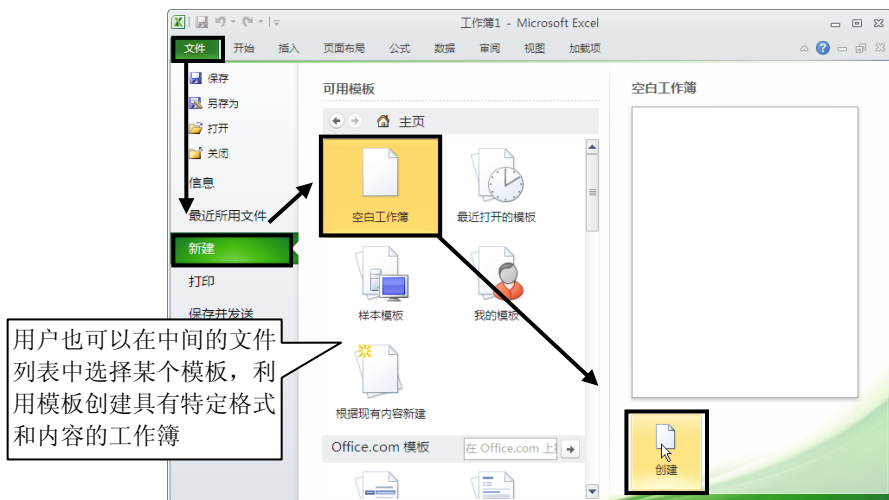 工作簿1 - Microsoft Excel
文件 开始 插入 页面布局 公式 数据 审阅 视图 加载项
保存
另存为
打开
关闭
信息
最近所用文件
新建
打印
保存并发送
可用模板
主页
空白工作簿
最近打开的模板
样本模板
我的模板
根据现有内容新建
Office.com 模板
在 Office.com 上
空白工作簿
创建
用户也可以在中间的文件
列表中选择某个模板，利
用模板创建具有特定格式
和内容的工作簿